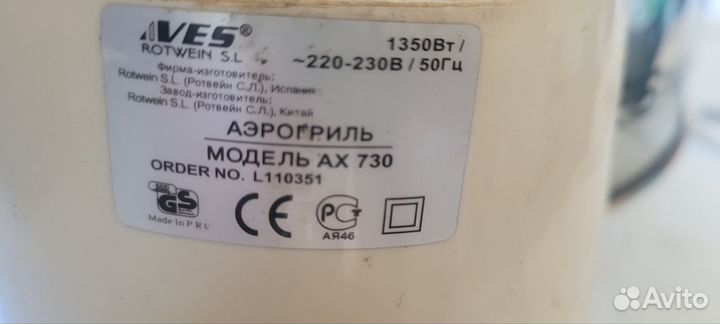 VES®
ROTWEIN S.L
1350Вт /
~220-230В / 50Гц
Фирма-изготовитель:
Rotwein S.L. (Ротвейн С.Л.), Испания
Завод-изготовитель:
Rotwein S.L. (Ротвейн С.Л.), Китай
АЭРОГРИЛЬ
МОДЕЛЬ AX 730
ORDER NO. L110351
GS
Made in P R C
CE
РСТ
АЯ46
Avito